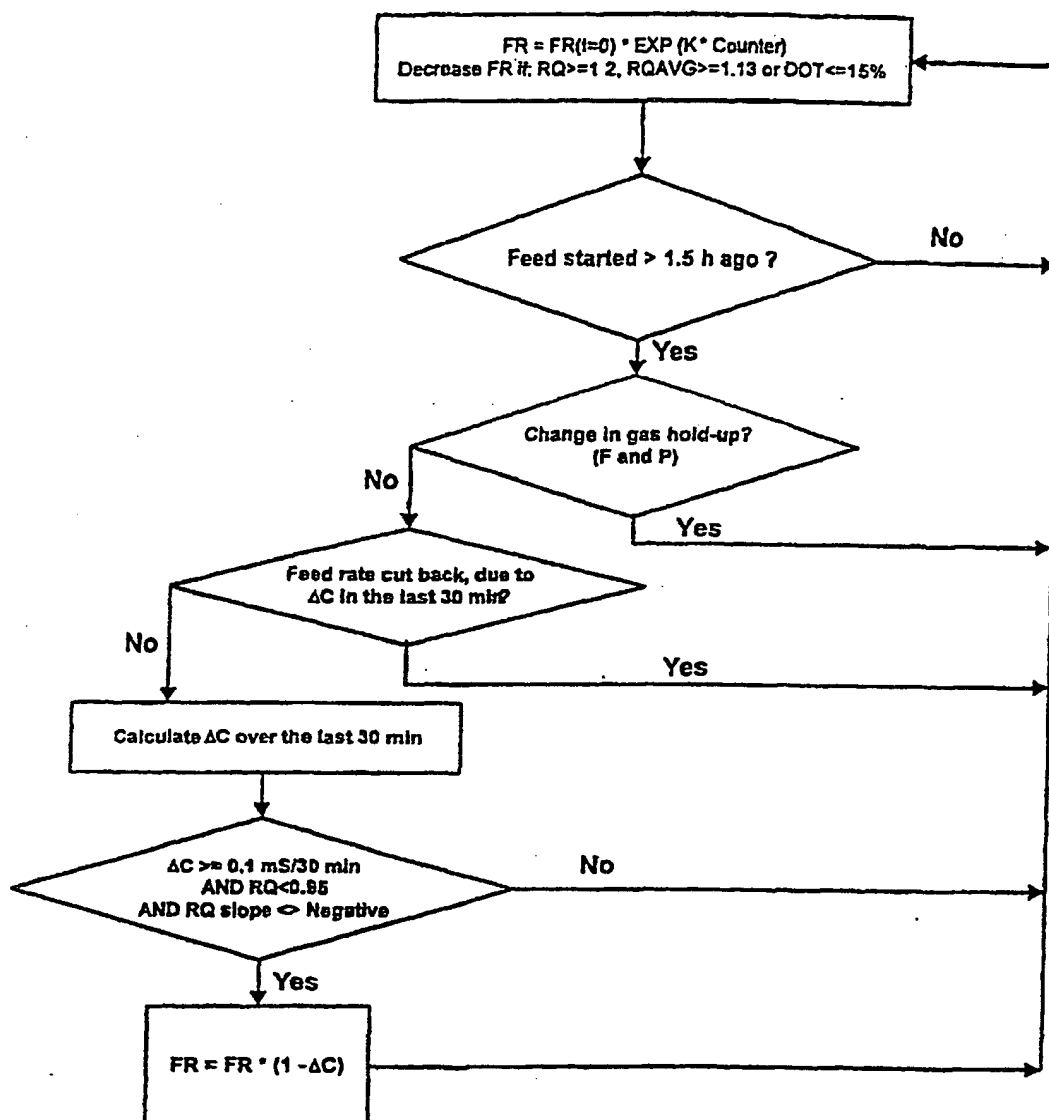 FR = FR(t=0) * EXP (K* Counter)
Decrease FR if: RQ>=1 2, RQAVG>=1.13 or DOT<=15%
Feed started > 1.5 h ago ?
No
Yes
Change in gas hold-up?
(F and P)
No
Yes
Feed rate cut back, due to
ΔC in the last 30 min?
No
Yes
Calculate ΔC over the last 30 min
ΔC >= 0.1 mS/30 min
AND RQ<0.95
AND RQ slope <> Negative
No
Yes
FR = FR * (1 - ΔC)